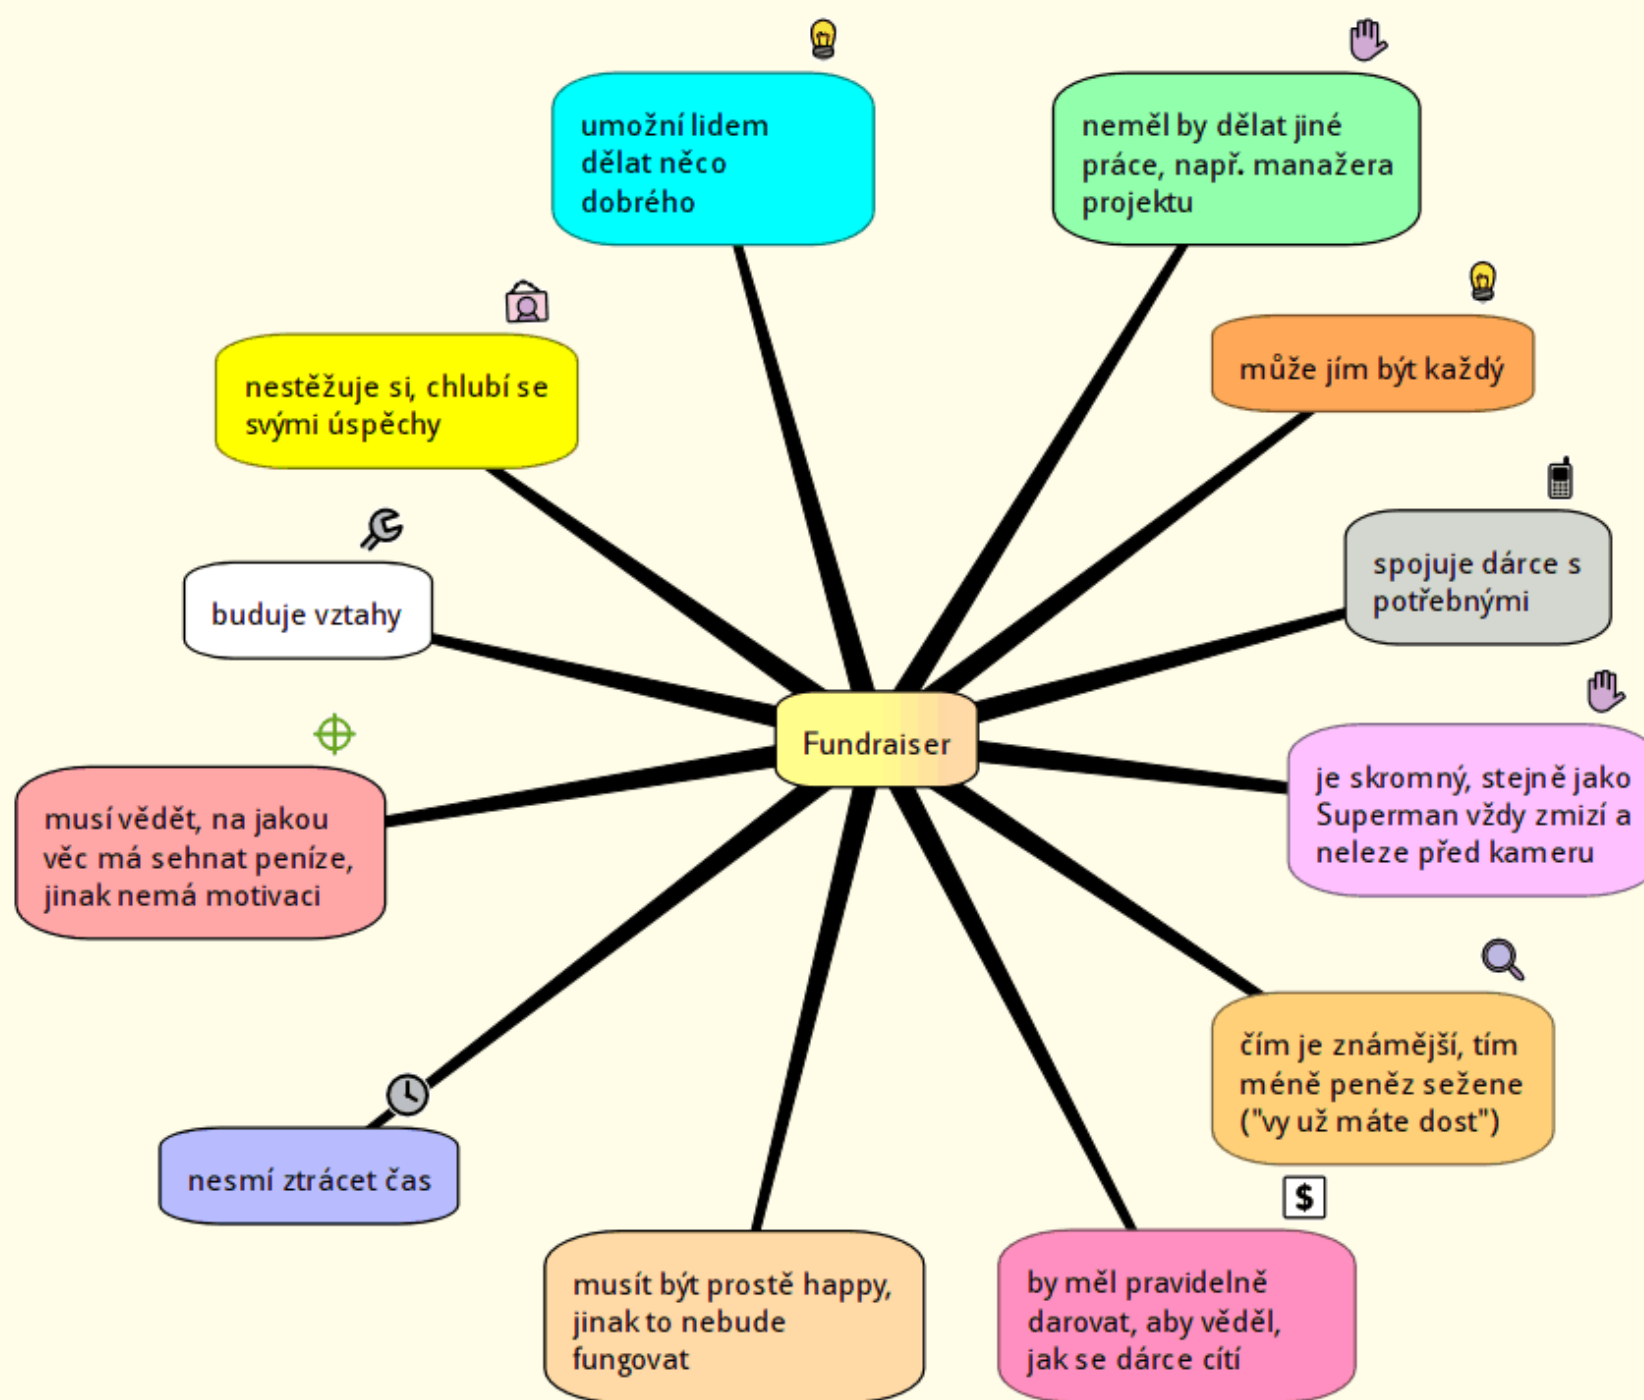 umožní lidem
dělat něco
dobrého
neměl by dělat jiné
práce, např. manažera
projektu
nestěžuje si, chlubí se
svými úspěchy
může jím být každý
buduje vztahy
spojuje dárce s
potřebnými
Fundraiser
musí vědět, na jakou
věc má sehnat peníze,
jinak nemá motivaci
je skromný, stejně jako
Superman vždy zmizí a
neleze před kameru
čím je známější, tím
méně peněz sežene
("vy už máte dost")
nesmí ztrácet čas
$
musít být prostě happy,
jinak to nebude
fungovat
by měl pravidelně
darovat, aby věděl,
jak se dárce cítí